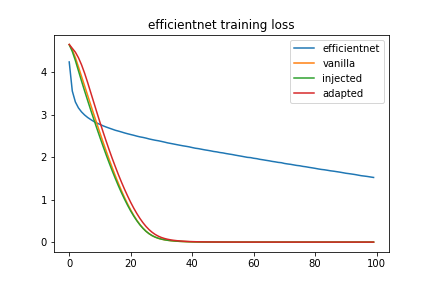 efficientnet training loss
efficientnet
vanilla
injected
adapted
4
3
2
1
0
0 20 40 60 80 100